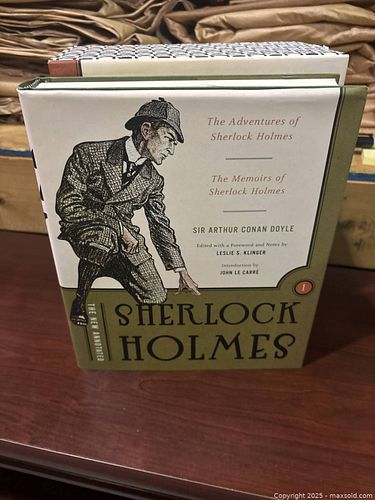 The Adventures of
Sherlock Holmes
The Memoirs of
Sherlock Holmes
SIR ARTHUR CONAN DOYLE
Edited with a Foreword and Notes by
LESLIE S. KLINGER
Introduction by
JOHN LE CARRÉ
1
THE NEW ANNOTATED
SHERLOCK
HOLMES
Copyright 2025 - maxsold.com